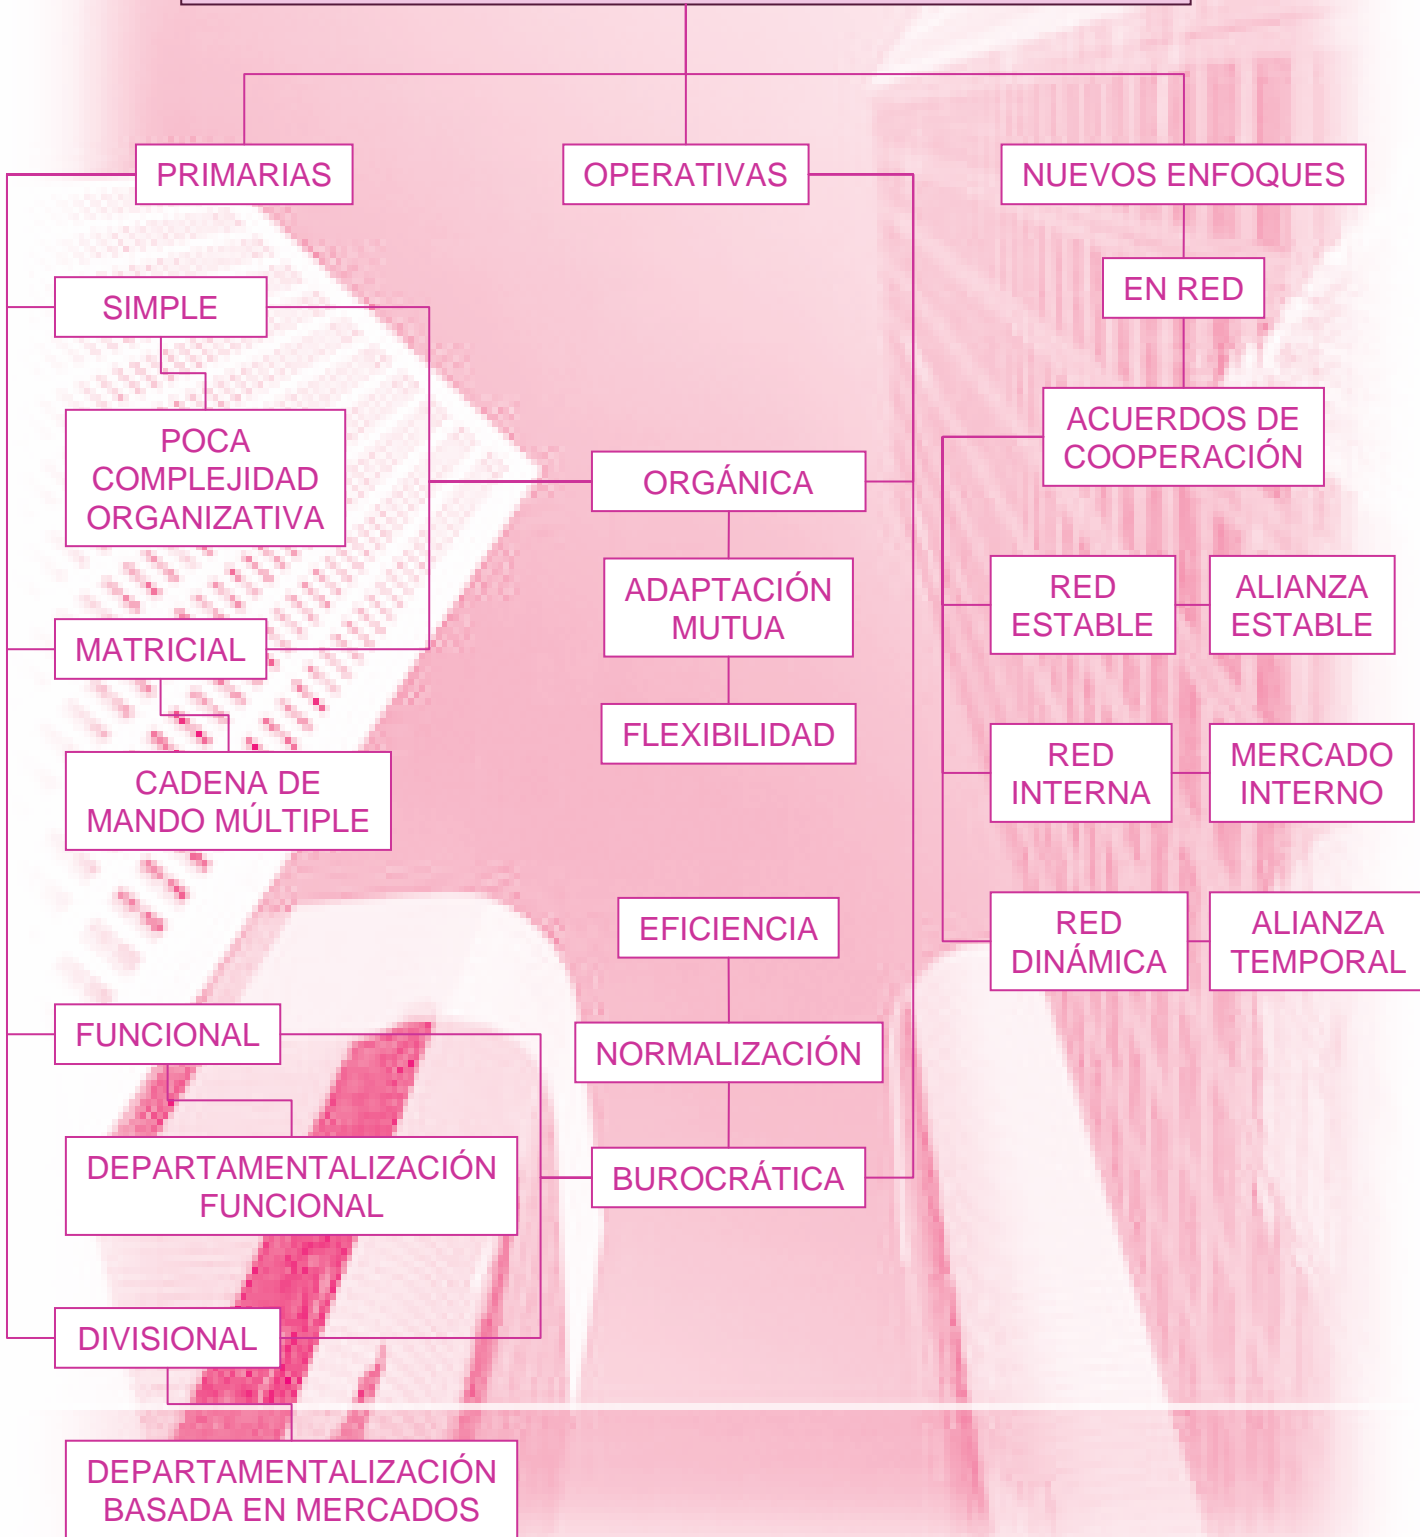 PRIMARIAS
OPERATIVAS
NUEVOS ENFOQUES
EN RED
SIMPLE
POCA
COMPLEJIDAD
ORGANIZATIVA
ACUERDOS DE
COOPERACIÓN
ORGÁNICA
ADAPTACIÓN
MUTUA
RED
ESTABLE
ALIANZA
ESTABLE
MATRICIAL
FLEXIBILIDAD
CADENA DE
MANDO MÚLTIPLE
RED
INTERNA
MERCADO
INTERNO
EFICIENCIA
RED
DINÁMICA
ALIANZA
TEMPORAL
FUNCIONAL
NORMALIZACIÓN
DEPARTAMENTALIZACIÓN
FUNCIONAL
BUROCRÁTICA
DIVISIONAL
DEPARTAMENTALIZACIÓN
BASADA EN MERCADOS